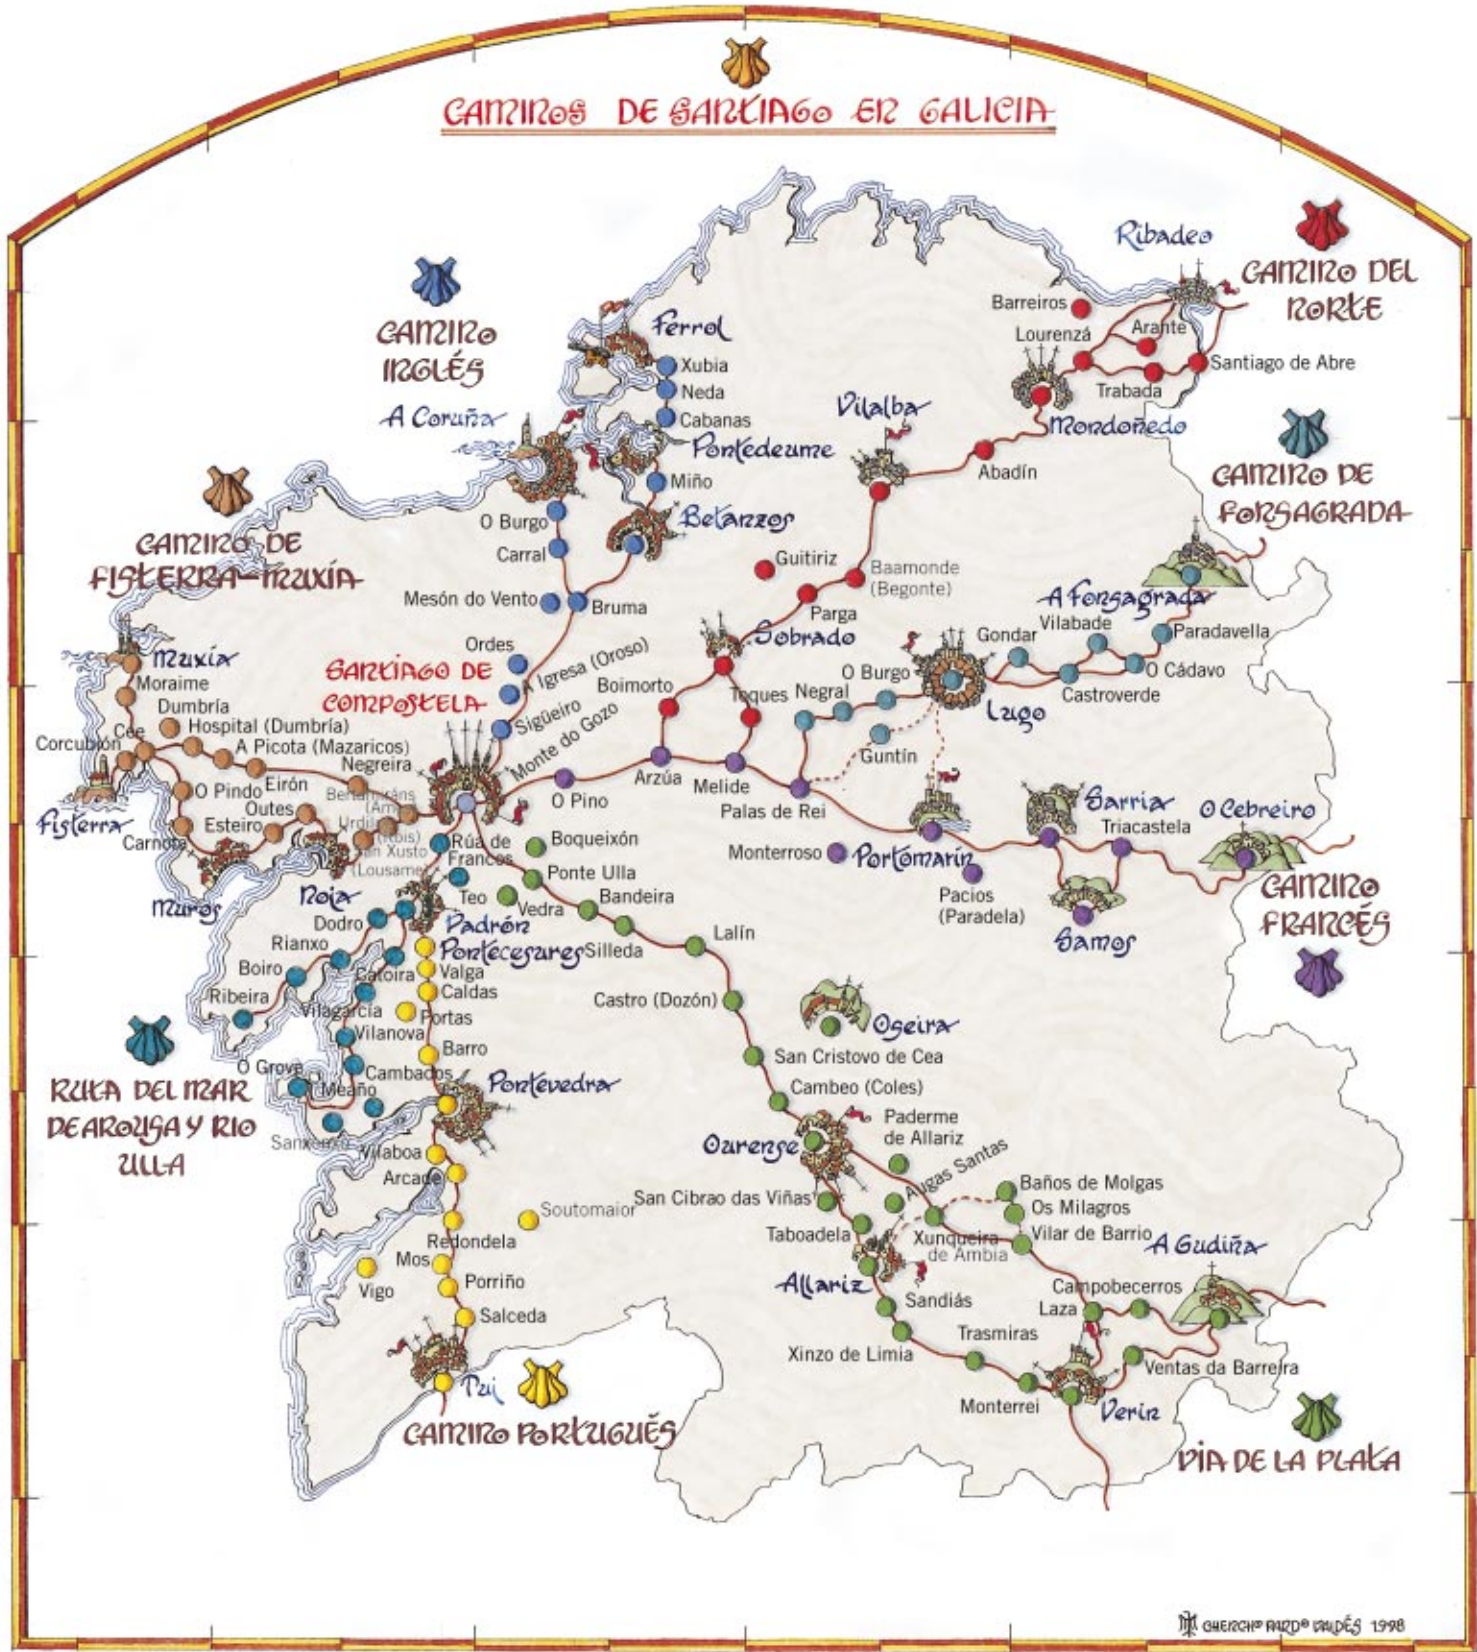 CAMINOS DE SANTIAGO EN GALICIA
Ribadeo
CAMINO DEL
NORTE
Barreiros
Lourenzá
Arante
Santiago de Abre
Trabada
Mondoñedo
CAMINO
INGLÉS
Ferrol
Xubia
Neda
Cabanas
A Coruña
Pontedeume
Miño
Vilalba
Abadín
CAMINO DE
FONSAGRADA
CAMINO DE
FISTERRA-MUXÍA
O Burgo
Betanzos
Carral
Guitiriz
Baamonde
(Begonte)
Mesón do Vento
Bruma
Parga
A Fonsagrada
Vilabade
Paradavella
Gondar
Sobrado
Ordes
A Igresa (Oroso)
O Burgo
O Cádavo
Castroverde
Muxía
Moraime
SANTIAGO DE
COMPOSTELA
Boimorto
Toques
Negral
Lugo
Dumbría
Hospital (Dumbría)
Sigüeiro
Cée
Corcubión
A Picota (Mazaricos)
Monte do Gozo
Guntín
Negreira
Arzúa
Melide
O Pindo
Eirón
O Pino
Palas de Rei
Sarria
O Cebreiro
Outes
Fisterra
Esteiro
Triacastela
Carnota
Rúa de
Francos
Boqueixón
Monterroso
Portomarín
San Xusto
(Lousame)
Ponte Ulla
CAMINO
FRANCÉS
Muros
Noia
Teo
Vedra
Bandeira
Pacios
(Paradela)
Dodro
Padrón
Samos
Lalín
Rianxo
Pontecesures
Silleda
Boiro
Catoira
Valga
Ribeira
Caldas
Castro (Dozón)
Vilagarcía
Portas
Oseira
Vilanova
Barro
San Cristovo de Cea
O Grove
Cambados
Meaño
Pontevedra
Cambeo (Coles)
RUTA DEL MAR
DE AROUSA Y RIO
ULLA
Sanxenxo
Vilaboa
Ourense
Paderme
de Allariz
Arcade
Augas Santas
Baños de Molgas
San Cibrao das Viñas
Os Milagros
Soutomaior
Taboadela
Xunqueira
de Ambia
Vilar de Barrio
Redondela
A Gudiña
Mos
Vigo
Porriño
Allariz
Campobecerros
Salceda
Sandiás
Laza
Trasmiras
Xinzo de Limia
Ventas da Barreira
Tui
Monterrei
Verin
CAMINO PORTUGUÉS
VIA DE LA PLATA
CHENCHO PARDO VALDÉS 1998